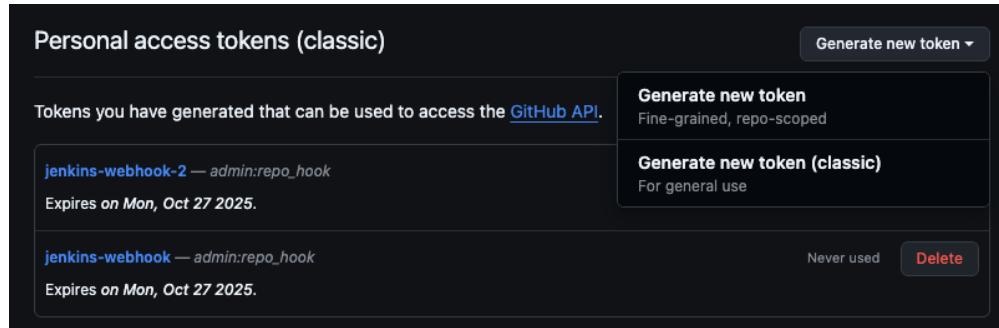 Personal access tokens (classic)
Generate new token
Generate new token
Fine-grained, repo-scoped
Generate new token (classic)
For general use
Tokens you have generated that can be used to access the GitHub API.
jenkins-webhook-2 — admin:repo_hook
Expires on Mon, Oct 27 2025.
jenkins-webhook — admin:repo_hook
Never used
Delete
Expires on Mon, Oct 27 2025.